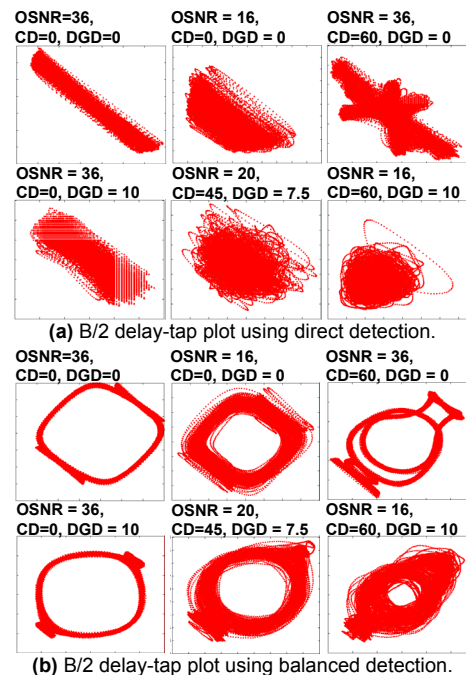 OSNR=36, OSNR = 16, OSNR = 36,
CD=0, DGD=0 CD=0, DGD = 0 CD=60, DGD = 0
OSNR = 36, OSNR = 20, OSNR = 16,
CD=0, DGD = 10 CD=45, DGD = 7.5 CD=60, DGD = 10
(a) B/2 delay-tap plot using direct detection.
OSNR=36, OSNR = 16, OSNR = 36,
CD=0, DGD=0 CD=0, DGD = 0 CD=60, DGD = 0
OSNR = 36, OSNR = 20, OSNR = 16,
CD=0, DGD = 10 CD=45, DGD = 7.5 CD=60, DGD = 10
(b) B/2 delay-tap plot using balanced detection.